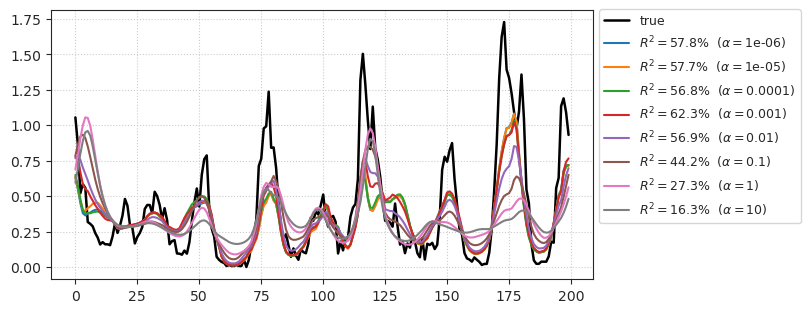 1.75
1.50
1.25
1.00
0.75
0.50
0.25
0.00
0 25 50 75 100 125 150 175 200
true
R² = 57.8% (α = 1e-06)
R² = 57.7% (α = 1e-05)
R² = 56.8% (α = 0.0001)
R² = 62.3% (α = 0.001)
R² = 56.9% (α = 0.01)
R² = 44.2% (α = 0.1)
R² = 27.3% (α = 1)
R² = 16.3% (α = 10)